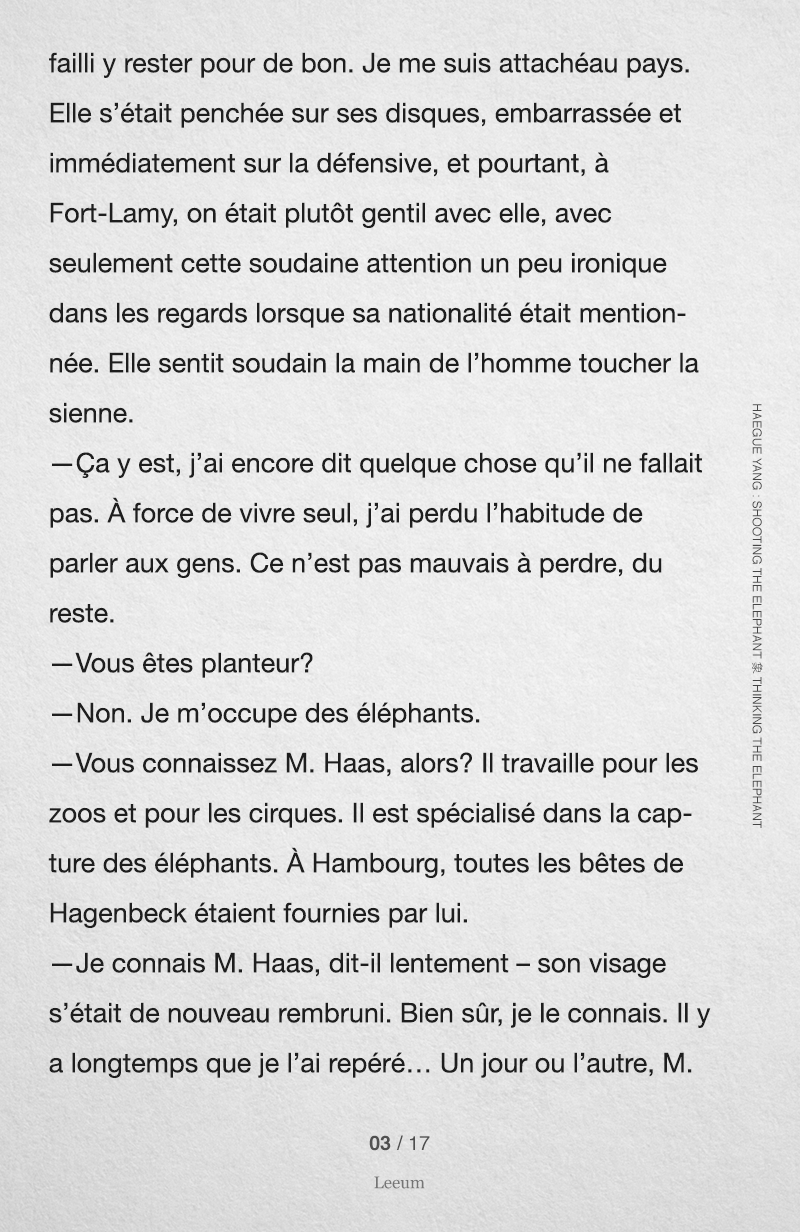 failli y rester pour de bon. Je me suis attachéau pays.
Elle s’était penchée sur ses disques, embarrassée et
immédiatement sur la défensive, et pourtant, à
Fort-Lamy, on était plutôt gentil avec elle, avec
seulement cette soudaine attention un peu ironique
dans les regards lorsque sa nationalité était mention-
née. Elle sentit soudain la main de l’homme toucher la
sienne.
—Ça y est, j’ai encore dit quelque chose qu’il ne fallait
pas. À force de vivre seul, j’ai perdu l’habitude de
parler aux gens. Ce n’est pas mauvais à perdre, du
reste.
—Vous êtes planteur?
—Non. Je m’occupe des éléphants.
—Vous connaissez M. Haas, alors? Il travaille pour les
zoos et pour les cirques. Il est spécialisé dans la cap-
ture des éléphants. À Hambourg, toutes les bêtes de
Hagenbeck étaient fournies par lui.
—Je connais M. Haas, dit-il lentement – son visage
s’était de nouveau rembruni. Bien sûr, je le connais. Il y
a longtemps que je l’ai repéré… Un jour ou l’autre, M.
HAEGUE YANG : SHOOTING THE ELEPHANT 象 THINKING THE ELEPHANT
03 / 17
Leeum